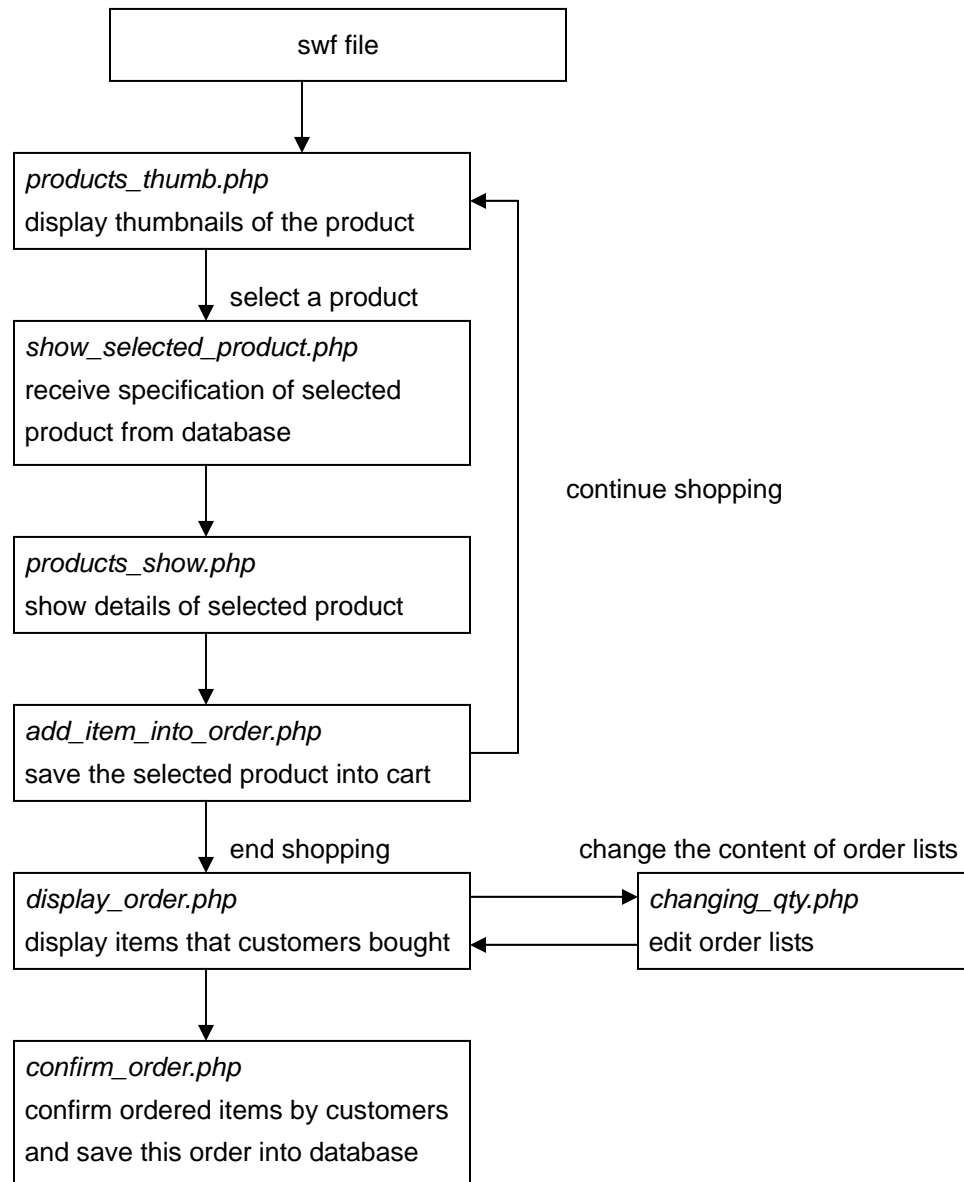 swf file
products_thumb.php
display thumbnails of the product
select a product
show_selected_product.php
receive specification of selected
product from database
continue shopping
products_show.php
show details of selected product
add_item_into_order.php
save the selected product into cart
end shopping
change the content of order lists
display_order.php
display items that customers bought
changing_qty.php
edit order lists
confirm_order.php
confirm ordered items by customers
and save this order into database